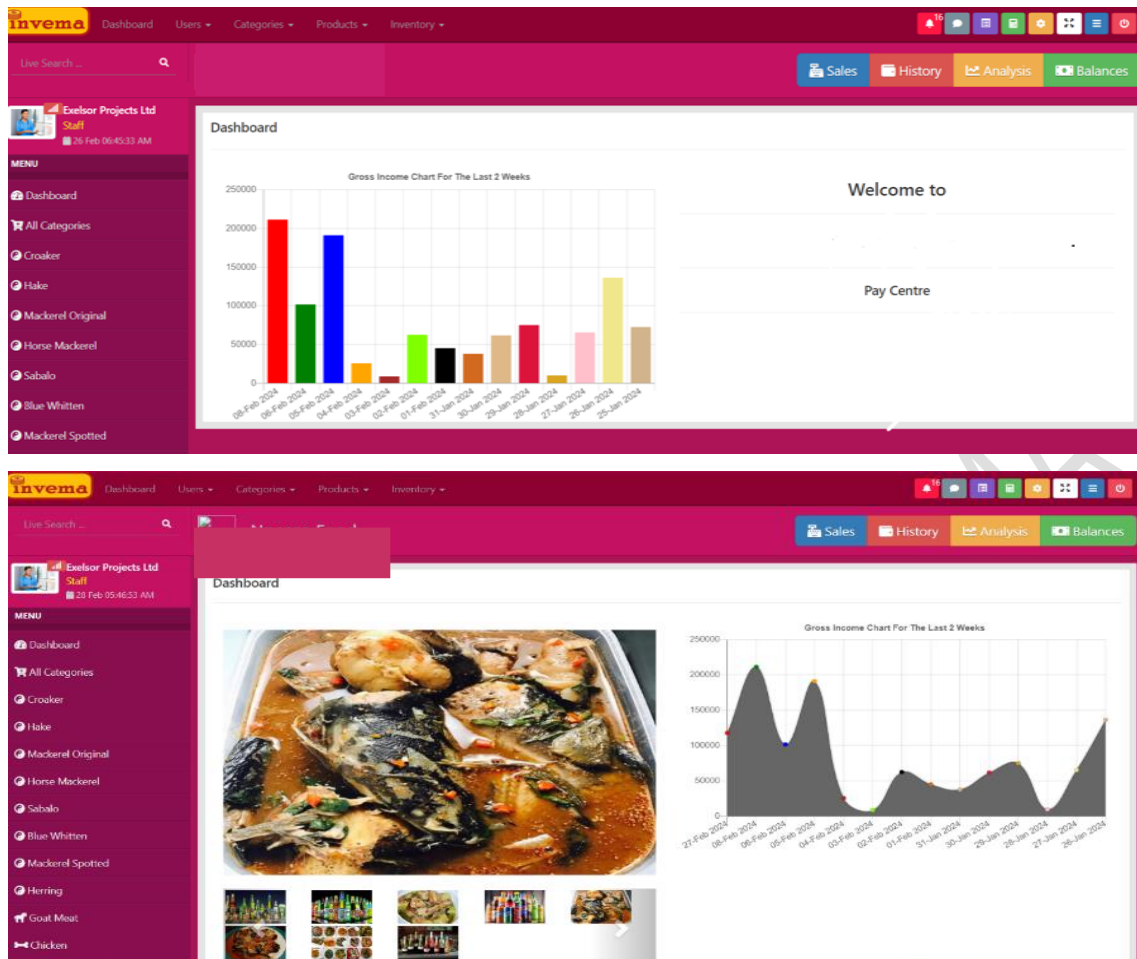 invema Dashboard Users Categories Products Inventory 16
Live Search ...
Sales History Analysis Balances
Exelsor Projects Ltd
Staff
26 Feb 06:45:33 AM
MENU
Dashboard
All Categories
Croaker
Hake
Mackerel Original
Horse Mackerel
Sabalo
Blue Whitten
Mackerel Spotted
Dashboard
Gross Income Chart For The Last 2 Weeks
250000
200000
150000
100000
50000
0
08-Feb 2024 06-Feb 2024 05-Feb 2024 04-Feb 2024 03-Feb 2024 02-Feb 2024 01-Feb 2024 31-Jan 2024 30-Jan 2024 29-Jan 2024 28-Jan 2024 27-Jan 2024 26-Jan 2024 25-Jan 2024
Welcome to
Pay Centre
invema Dashboard Users Categories Products Inventory 16
Live Search ...
Sales History Analysis Balances
Exelsor Projects Ltd
Staff
28 Feb 05:46:53 AM
MENU
Dashboard
All Categories
Croaker
Hake
Mackerel Original
Horse Mackerel
Sabalo
Blue Whitten
Mackerel Spotted
Herring
Goat Meat
Chicken
Dashboard
Gross Income Chart For The Last 2 Weeks
250000
200000
150000
100000
50000
0
27-Feb 2024 08-Feb 2024 06-Feb 2024 05-Feb 2024 04-Feb 2024 03-Feb 2024 02-Feb 2024 01-Feb 2024 31-Jan 2024 30-Jan 2024 29-Jan 2024 28-Jan 2024 27-Jan 2024 26-Jan 2024